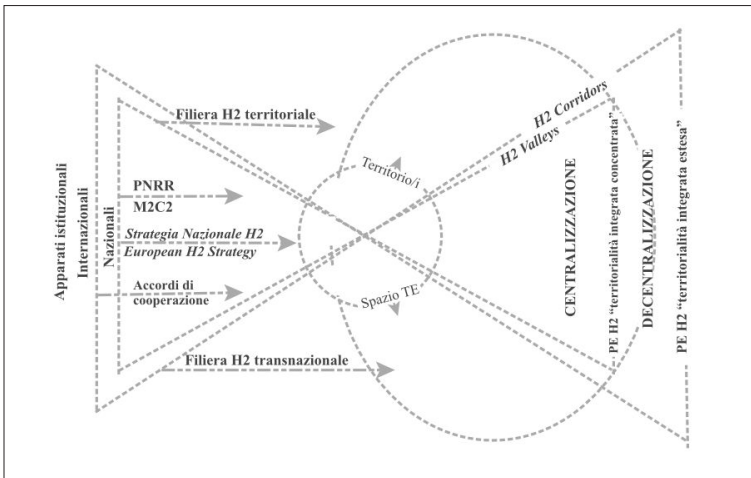 Apparati istituzionali
Internazionali
Nazionali
Filiera H2 territoriale
PNRR
M2C2
Strategia Nazionale H2
European H2 Strategy
Accordi di
cooperazione
Filiera H2 transnazionale
Territorio/i
Spazio TE
H2 Corridors
H2 Valleys
CENTRALIZZAZIONE
PE H2 “territorialità integrata concentrata”
DECENTRALIZZAZIONE
PE H2 “territorialità integrata estesa”